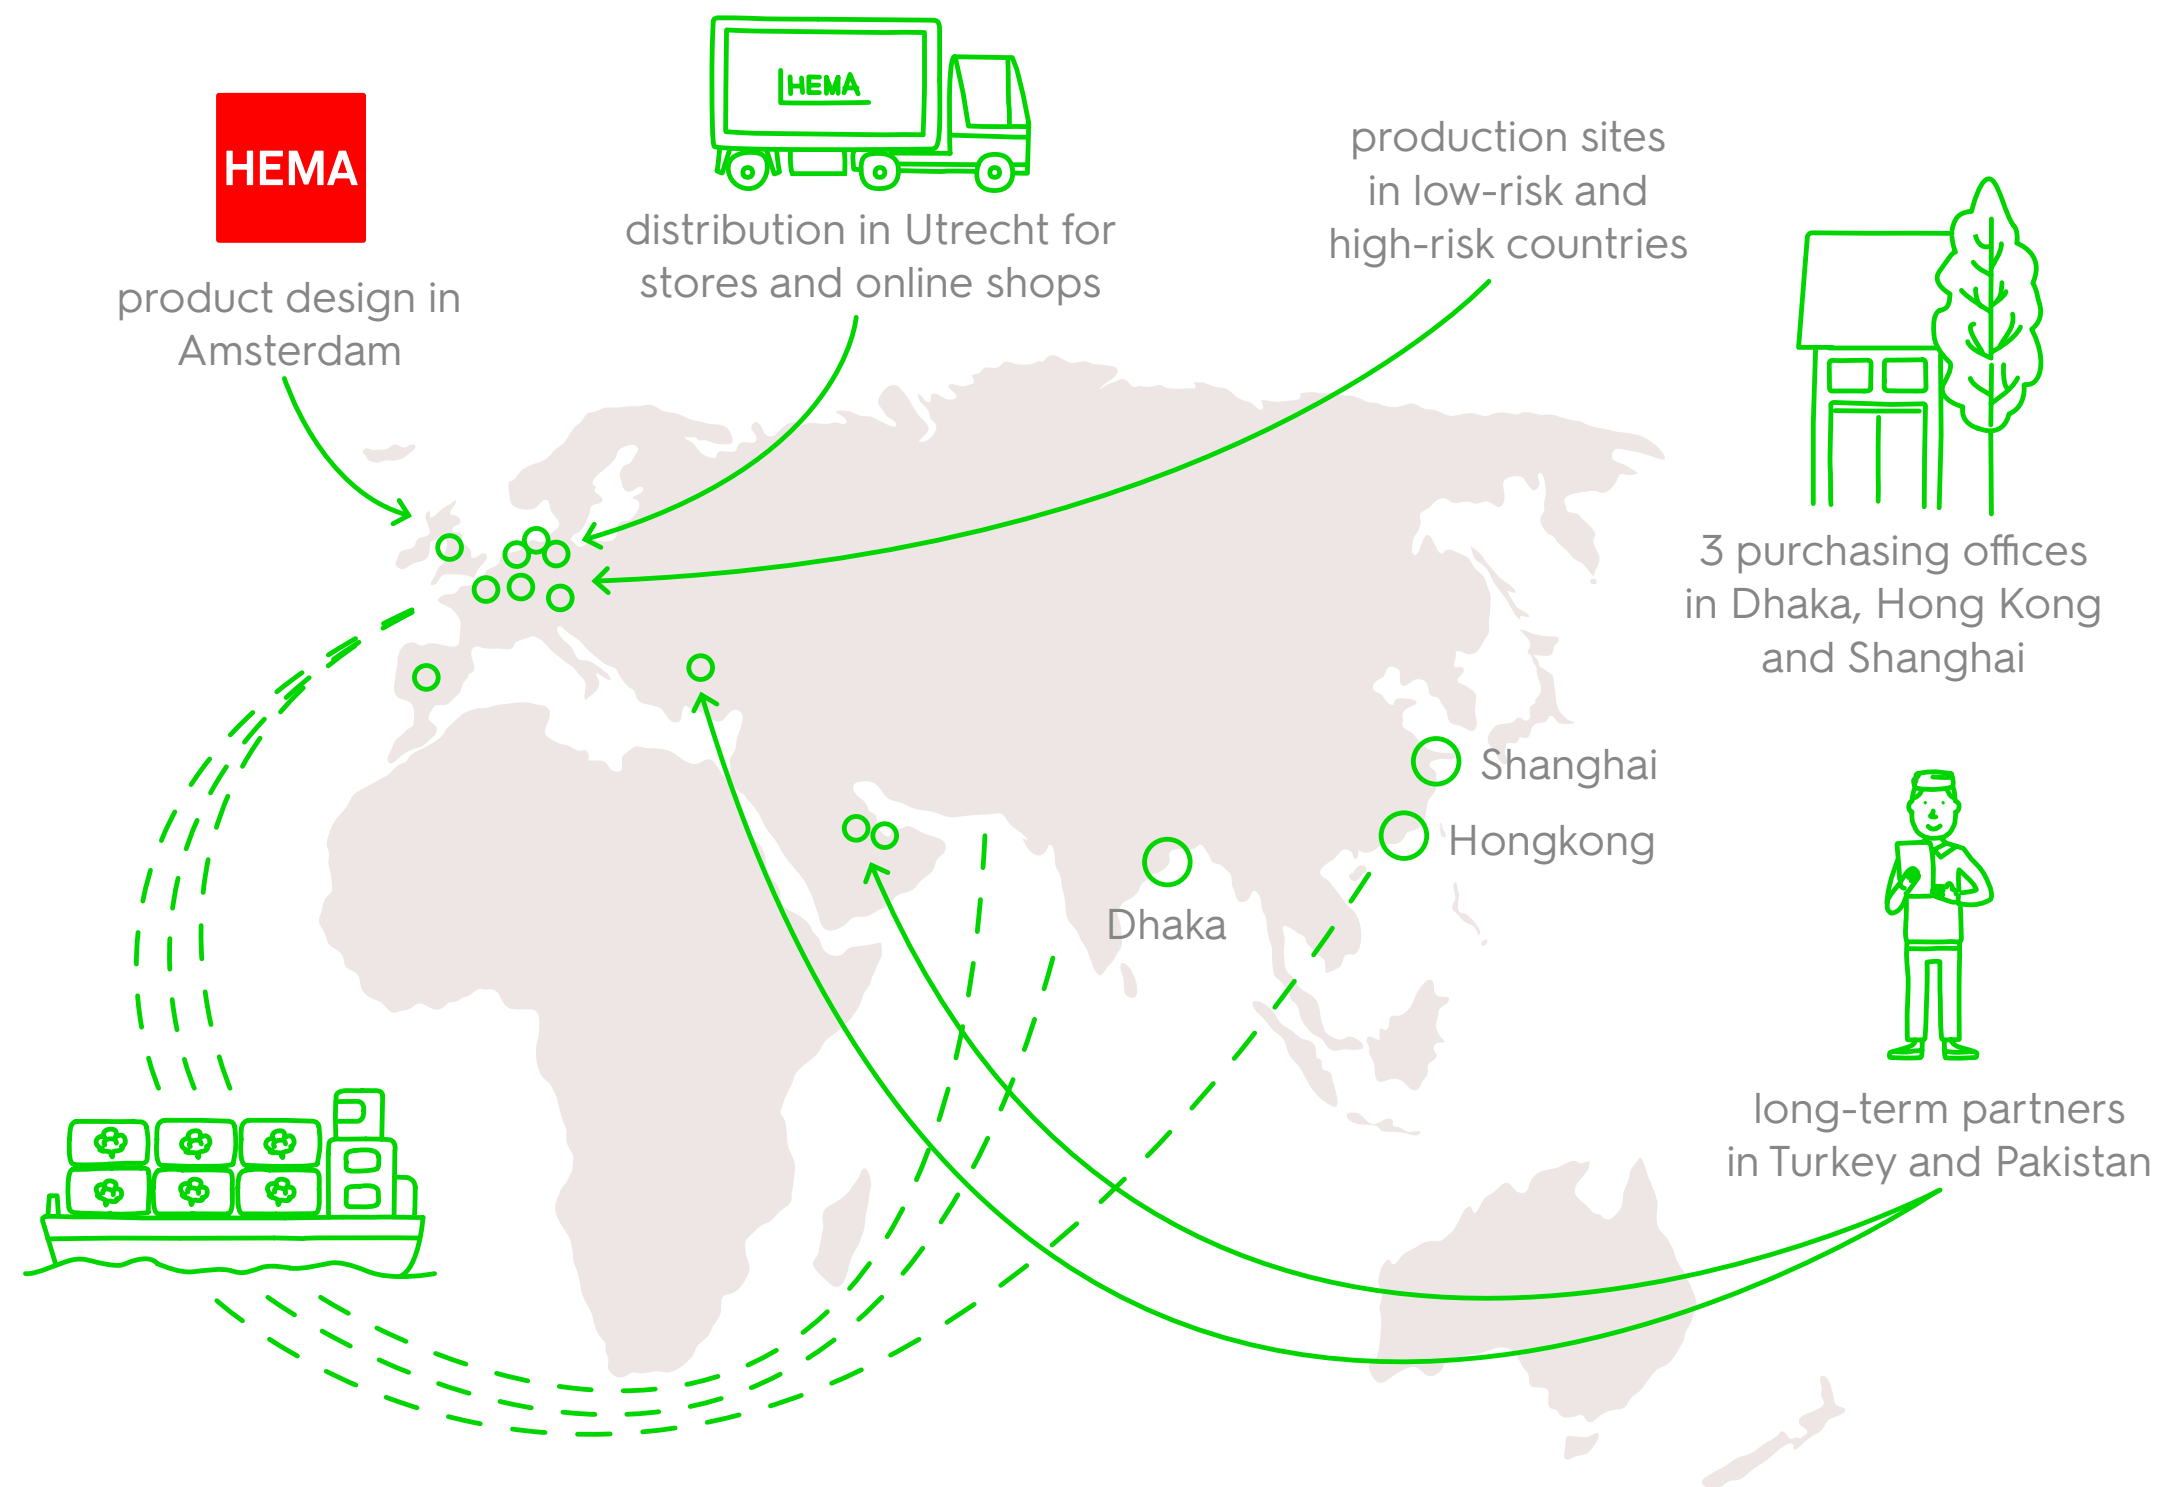 HEMA
product design in
Amsterdam
HEMA
distribution in Utrecht for
stores and online shops
production sites
in low-risk and
high-risk countries
3 purchasing offices
in Dhaka, Hong Kong
and Shanghai
Shanghai
Hongkong
Dhaka
long-term partners
in Turkey and Pakistan